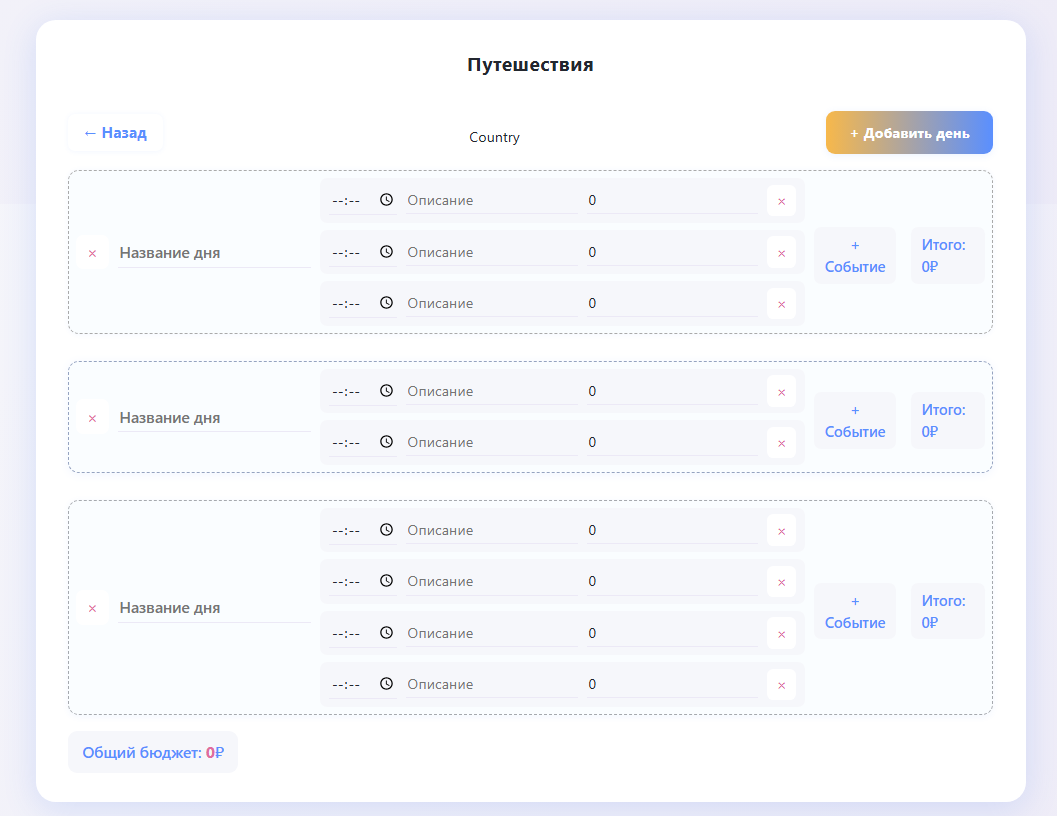 Путешествия
← Назад
Country
+ Добавить день
×
Название дня
--:-- Описание 0 ×
--:-- Описание 0 ×
--:-- Описание 0 ×
+
Событие
Итого:
0₽
×
Название дня
--:-- Описание 0 ×
--:-- Описание 0 ×
+
Событие
Итого:
0₽
×
Название дня
--:-- Описание 0 ×
--:-- Описание 0 ×
--:-- Описание 0 ×
--:-- Описание 0 ×
+
Событие
Итого:
0₽
Общий бюджет: 0₽